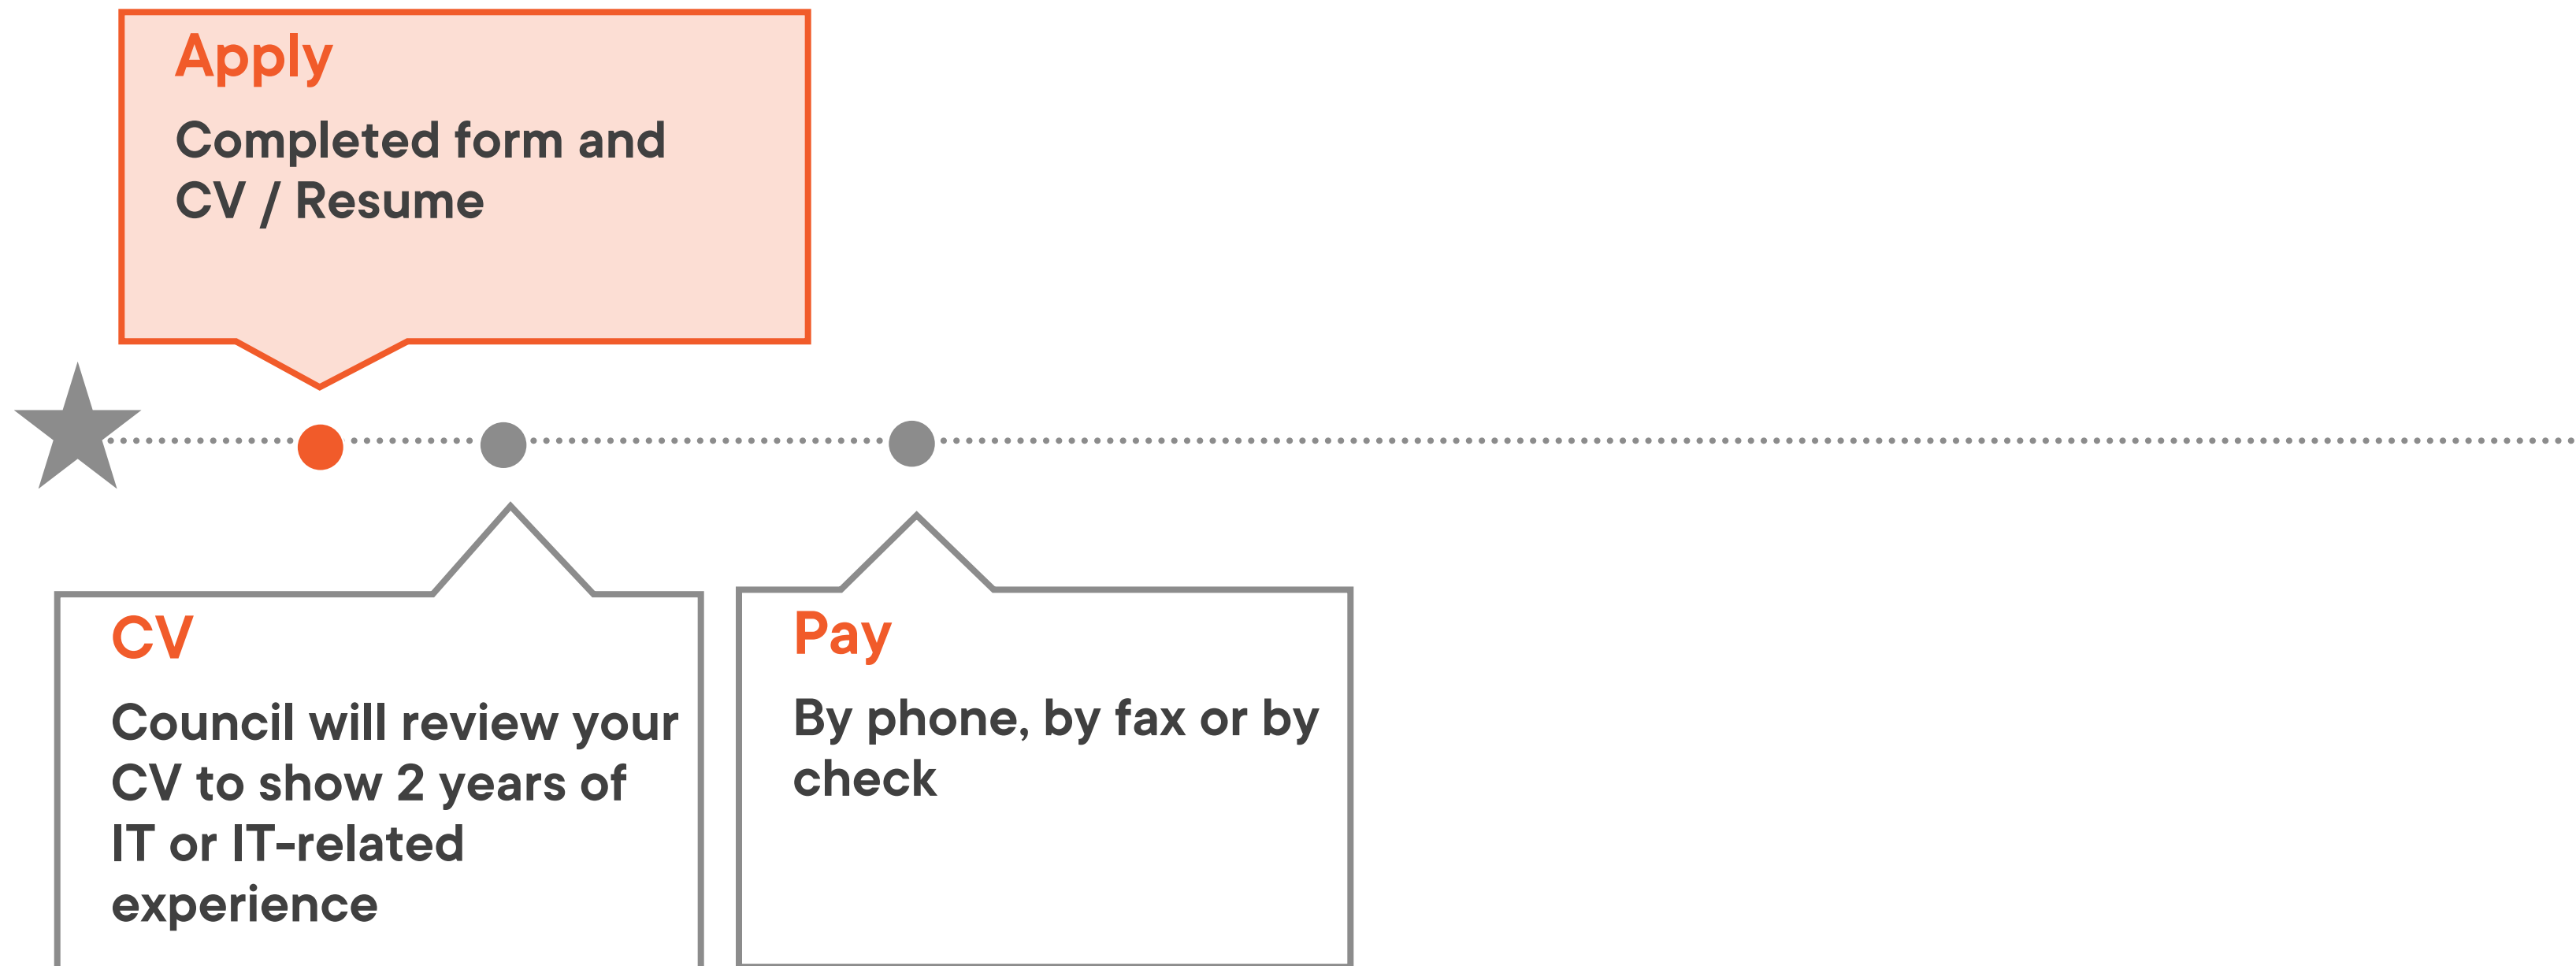 Apply
Completed form and
CV / Resume
CV
Council will review your
CV to show 2 years of
IT or IT-related
experience
Pay
By phone, by fax or by
check